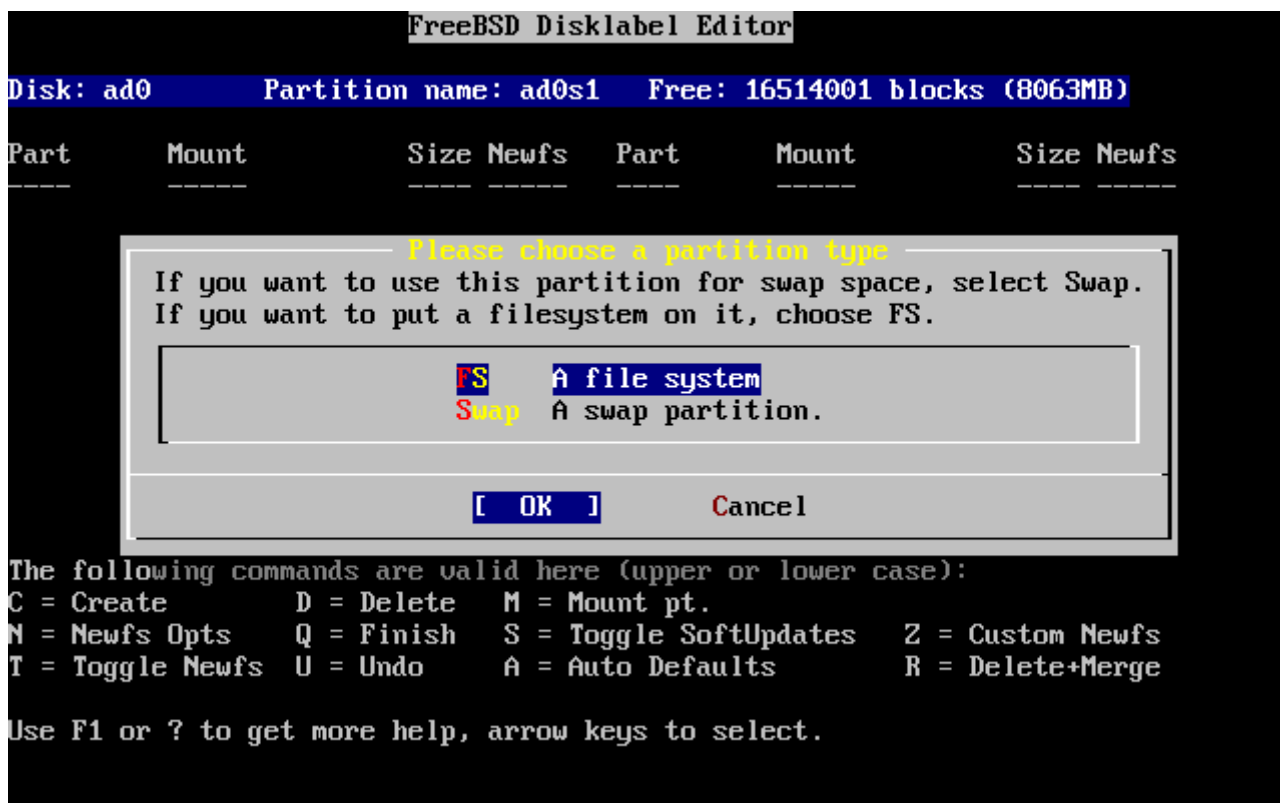 FreeBSD Disklabel Editor
Disk: ad0 Partition name: ad0s1 Free: 16514001 blocks (8063MB)
Part Mount Size Newfs Part Mount Size Newfs
---- ----- ---- ----- ---- ----- ---- -----
Please choose a partition type
If you want to use this partition for swap space, select Swap.
If you want to put a filesystem on it, choose FS.
FS A file system
Swap A swap partition.
[ OK ] Cancel
The following commands are valid here (upper or lower case):
C = Create D = Delete M = Mount pt.
N = Newfs Opts Q = Finish S = Toggle SoftUpdates Z = Custom Newfs
T = Toggle Newfs U = Undo A = Auto Defaults R = Delete+Merge
Use F1 or ? to get more help, arrow keys to select.